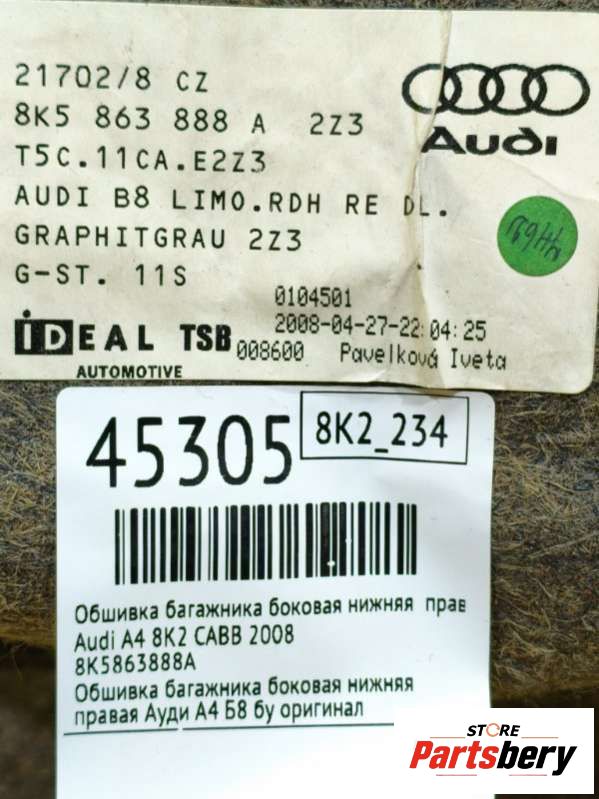 21702/8 CZ
8K5 863 888 A 2Z3
T5C.11CA.E2Z3
AUDI B8 LIMO.RDH RE DL.
GRAPHITGRAU 2Z3
G-ST. 11S
Audi
0104501
2008-04-27-22:04:25
iDEAL TSB 008600 Pavelková Iveta
AUTOMOTIVE
45305
8K2_234
Обшивка багажника боковая нижняя прав
Audi A4 8K2 CABB 2008
8K5863888A
Обшивка багажника боковая нижняя
правая Ауди А4 Б8 бу оригинал
STORE
Partsbery